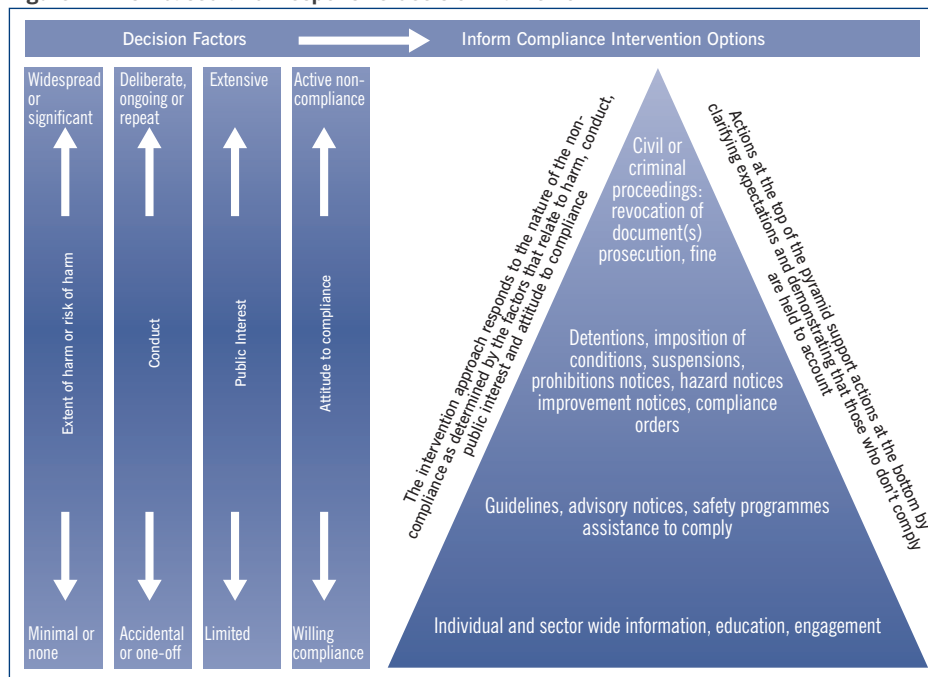 Decision Factors
Inform Compliance Intervention Options
Widespread
or
significant
Extent of harm or risk of harm
Minimal or
none
Deliberate,
ongoing or
repeat
Conduct
Accidental
or one-off
Extensive
Public Interest
Limited
Active non-
compliance
Attitude to compliance
Willing
compliance
The intervention approach responds to the nature of the non-
compliance as determined by the factors that relate to harm, conduct,
public interest and attitude to compliance
Civil or
criminal
proceedings:
revocation of
document(s)
prosecution, fine
Detentions, imposition of
conditions, suspensions,
prohibitions notices, hazard notices
improvement notices, compliance
orders
Guidelines, advisory notices, safety programmes
assistance to comply
Individual and sector wide information, education, engagement
Actions at the top of the pyramid support actions at the bottom by
clarifying expectations and demonstrating that those who don't comply
are held to account